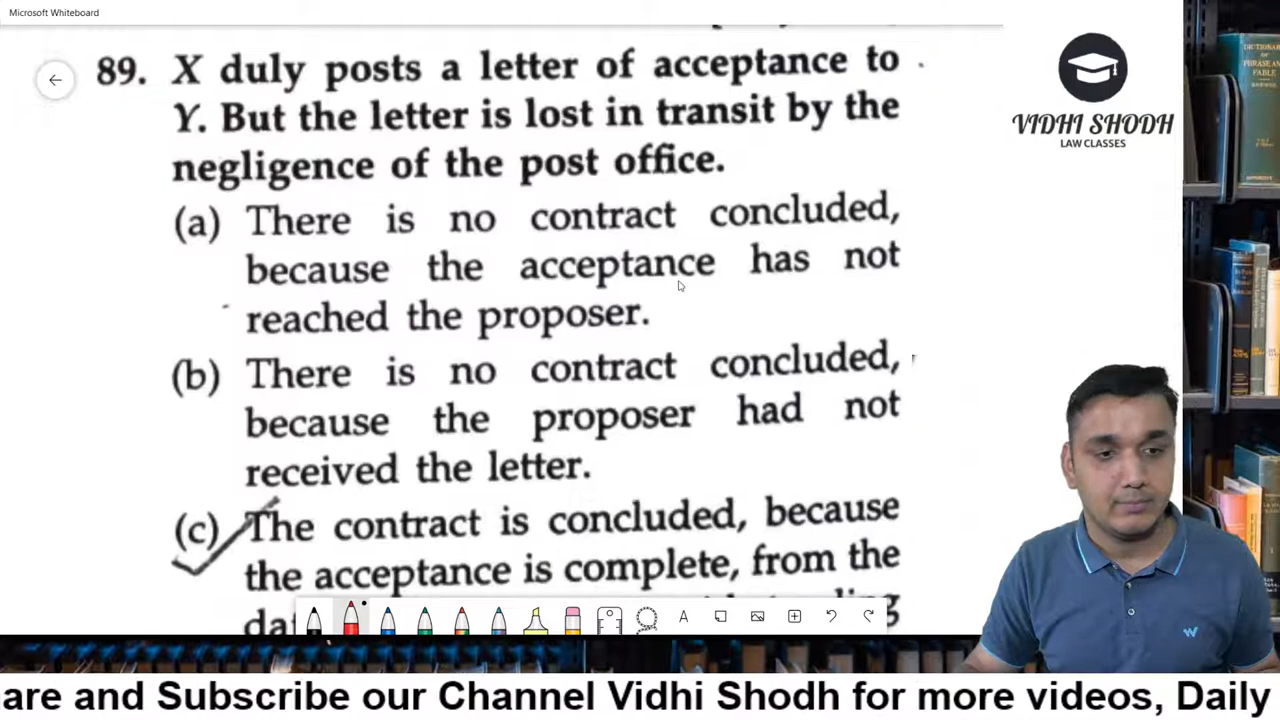 Microsoft Whiteboard
89. X duly posts a letter of acceptance to
Y. But the letter is lost in transit by the
negligence of the post office.
(a) There is no contract concluded,
because the acceptance has not
reached the proposer.
(b) There is no contract concluded,
because the proposer had not
received the letter.
(c) The contract is concluded, because
the acceptance is complete, from the
VIDHI SHODH
LAW CLASSES
are and Subscribe our Channel Vidhi Shodh for more videos, Daily